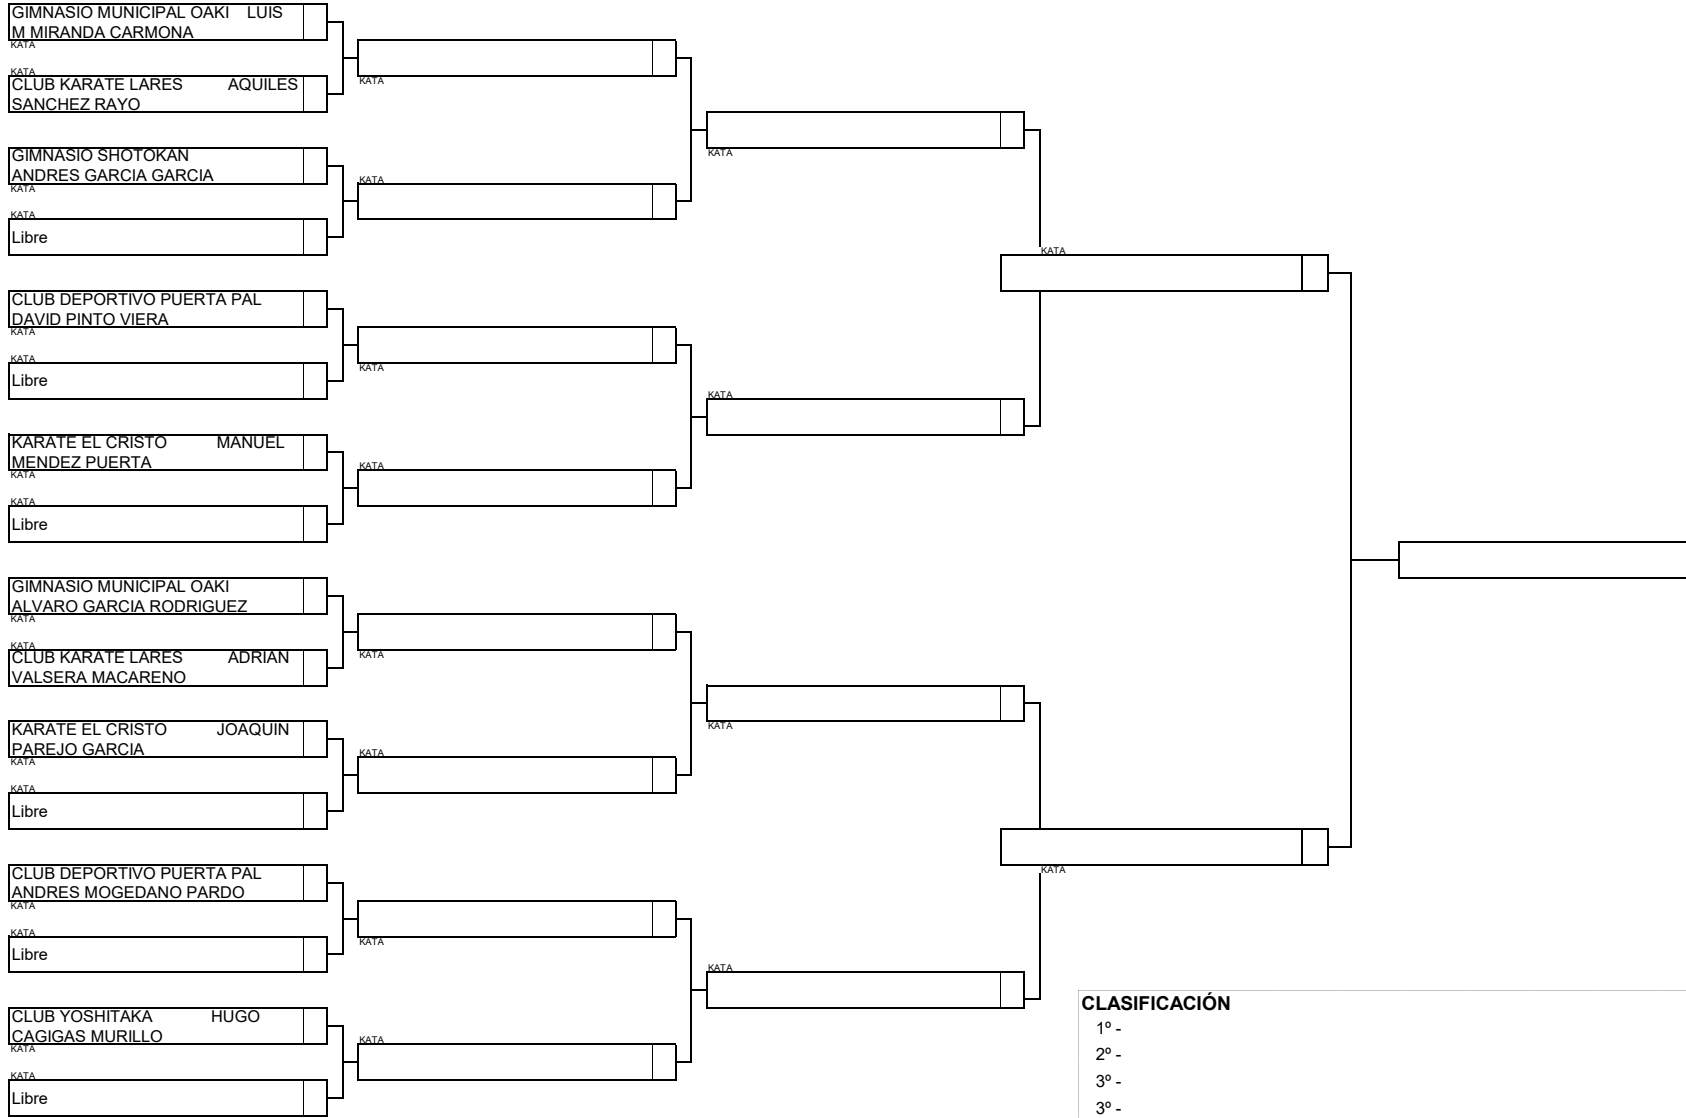 GIMNASIO MUNICIPAL OAKI LUIS
M MIRANDA CARMONA
KATA
KATA
CLUB KARATE LARES AQUILES
SANCHEZ RAYO
GIMNASIO SHOTOKAN
ANDRES GARCIA GARCIA
KATA
KATA
Libre
CLUB DEPORTIVO PUERTA PAL
DAVID PINTO VIERA
KATA
KATA
Libre
KARATE EL CRISTO MANUEL
MENDEZ PUERTA
KATA
KATA
Libre
GIMNASIO MUNICIPAL OAKI
ALVARO GARCIA RODRIGUEZ
KATA
KATA
CLUB KARATE LARES ADRIAN
VALSERA MACARENO
KARATE EL CRISTO JOAQUIN
PAREJO GARCIA
KATA
KATA
Libre
CLUB DEPORTIVO PUERTA PAL
ANDRES MOGEDANO PARDO
KATA
KATA
Libre
CLUB YOSHITAKA HUGO
CAGIGAS MURILLO
KATA
KATA
Libre
KATA
KATA
KATA
KATA
KATA
KATA
KATA
KATA
KATA
KATA
KATA
KATA
KATA
KATA
CLASIFICACIÓN
1º -
2º -
3º -
3º -